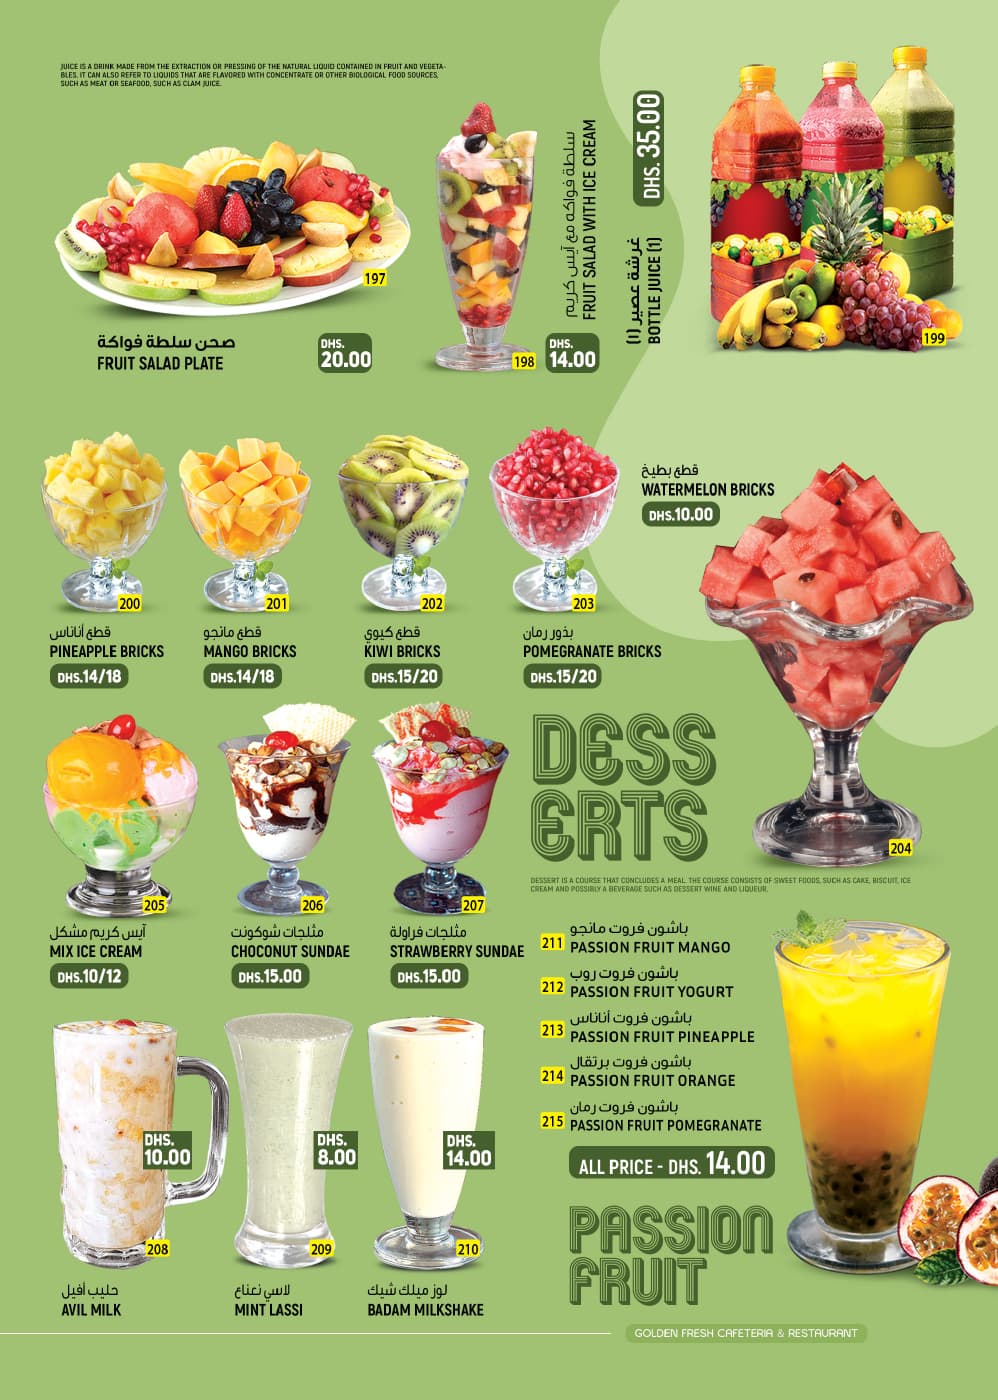 JUICE IS A DRINK MADE FROM THE EXTRACTION OR PRESSING OF THE NATURAL LIQUID CONTAINED IN FRUIT AND VEGETA-
BLES. IT CAN ALSO REFER TO LIQUIDS THAT ARE FLAVORED WITH CONCENTRATE OR OTHER BIOLOGICAL FOOD SOURCES,
SUCH AS MEAT OR SEAFOOD, SUCH AS CLAM JUICE.
197
صحن سلطة فواكة
FRUIT SALAD PLATE
DHS.
20.00
سلطة فواكه مع آيس كريم
FRUIT SALAD WITH ICE CREAM
198
DHS.
14.00
DHS. 35.00
غرشة عصير (١)
BOTTLE JUICE (1)
199
200
قطع أناناس
PINEAPPLE BRICKS
DHS.14/18
201
قطع مانجو
MANGO BRICKS
DHS.14/18
202
قطع كيوي
KIWI BRICKS
DHS.15/20
203
بذور رمان
POMEGRANATE BRICKS
DHS.15/20
قطع بطيخ
WATERMELON BRICKS
DHS.10.00
204
DESS
ERTS
DESSERT IS A COURSE THAT CONCLUDES A MEAL. THE COURSE CONSISTS OF SWEET FOODS, SUCH AS CAKE, BISCUIT, ICE
CREAM AND POSSIRLY A BEVERAGE SUCH AS DESSERT WINE AND LIQUEUR.
205
آيس كريم مشكل
MIX ICE CREAM
DHS.10/12
206
مثلجات شوكونت
CHOCONUT SUNDAE
DHS.15.00
207
مثلجات فراولة
STRAWBERRY SUNDAE
DHS.15.00
DHS.
10.00
208
حليب أفيل
AVIL MILK
DHS.
8.00
209
لاسي نعناع
MINT LASSI
DHS.
14.00
210
لوز ميلك شيك
BADAM MILKSHAKE
باشون فروت مانجو
211 PASSION FRUIT MANGO
باشون فروت روب
212 PASSION FRUIT YOGURT
باشون فروت أناناس
213 PASSION FRUIT PINEAPPLE
باشون فروت برتقال
214 PASSION FRUIT ORANGE
باشون فروت رمان
215 PASSION FRUIT POMEGRANATE
ALL PRICE - DHS. 14.00
PASSION
FRUIT
GOLDEN FRESH CAFETERIA & RESTAURANT